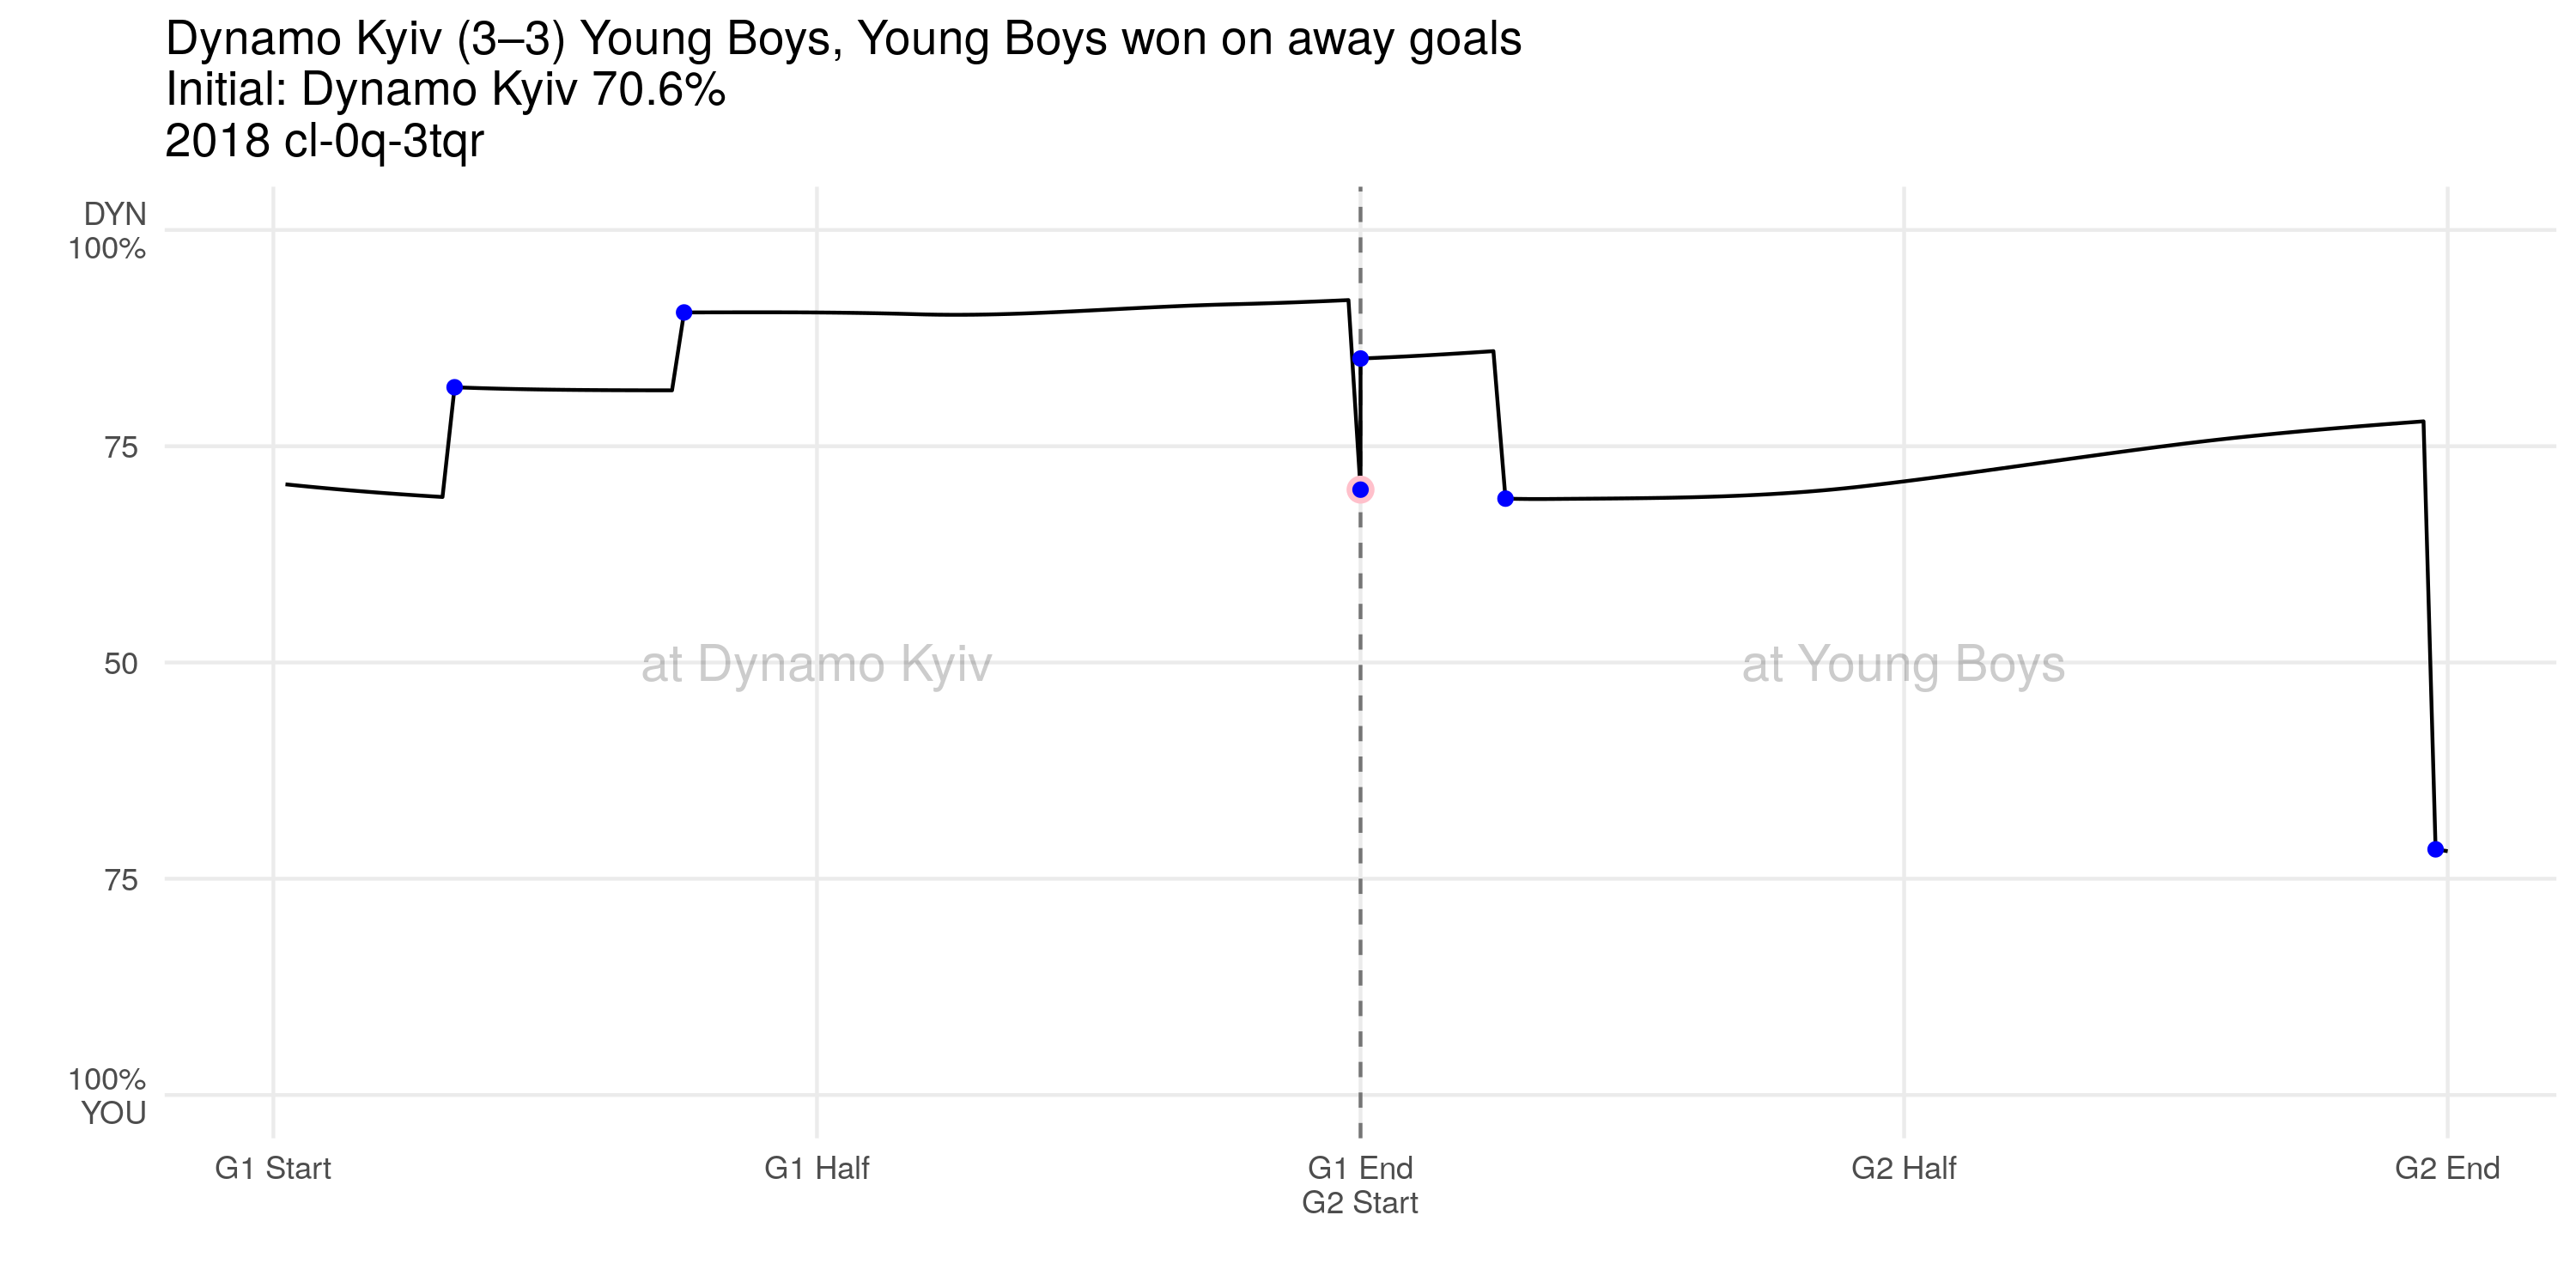 Dynamo Kyiv (3–3) Young Boys, Young Boys won on away goals
Initial: Dynamo Kyiv 70.6%
2018 cl-0q-3tqr
DYN
100%
75
50
75
100%
YOU
at Dynamo Kyiv
at Young Boys
G1 Start
G1 Half
G1 End
G2 Start
G2 Half
G2 End